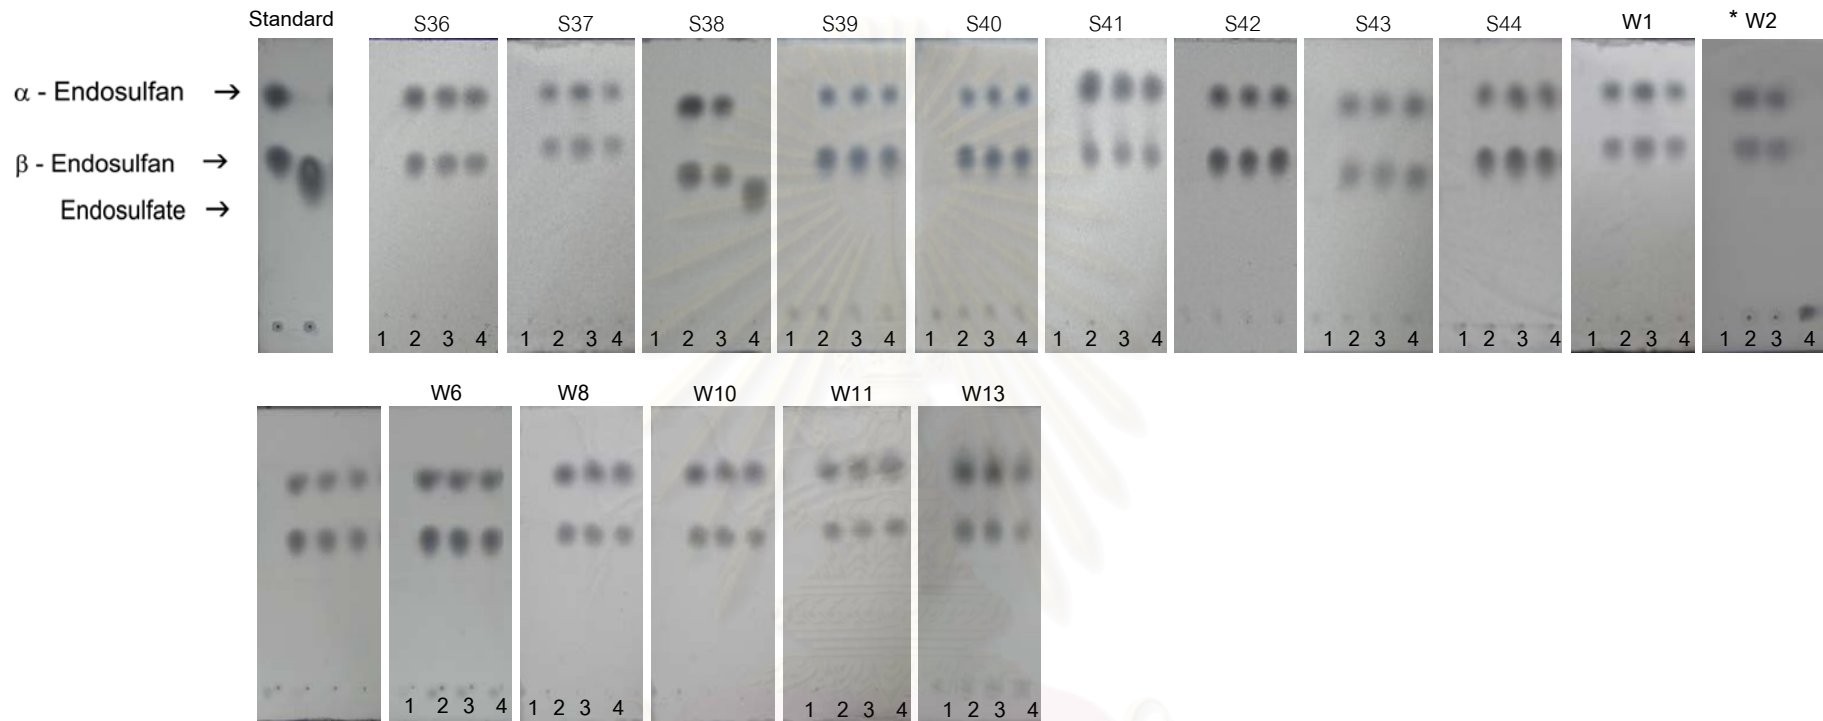 Standard S36 S37 S38 S39 S40 S41 S42 S43 S44 W1 * W2
α - Endosulfan →
β - Endosulfan →
Endosulfate →
1 2 3 4 1 2 3 4 1 2 3 4 1 2 3 4 1 2 3 4 1 2 3 4 1 2 3 4 1 2 3 4 1 2 3 4 1 2 3 4
W6 W8 W10 W11 W13
1 2 3 4 1 2 3 4 1 2 3 4 1 2 3 4